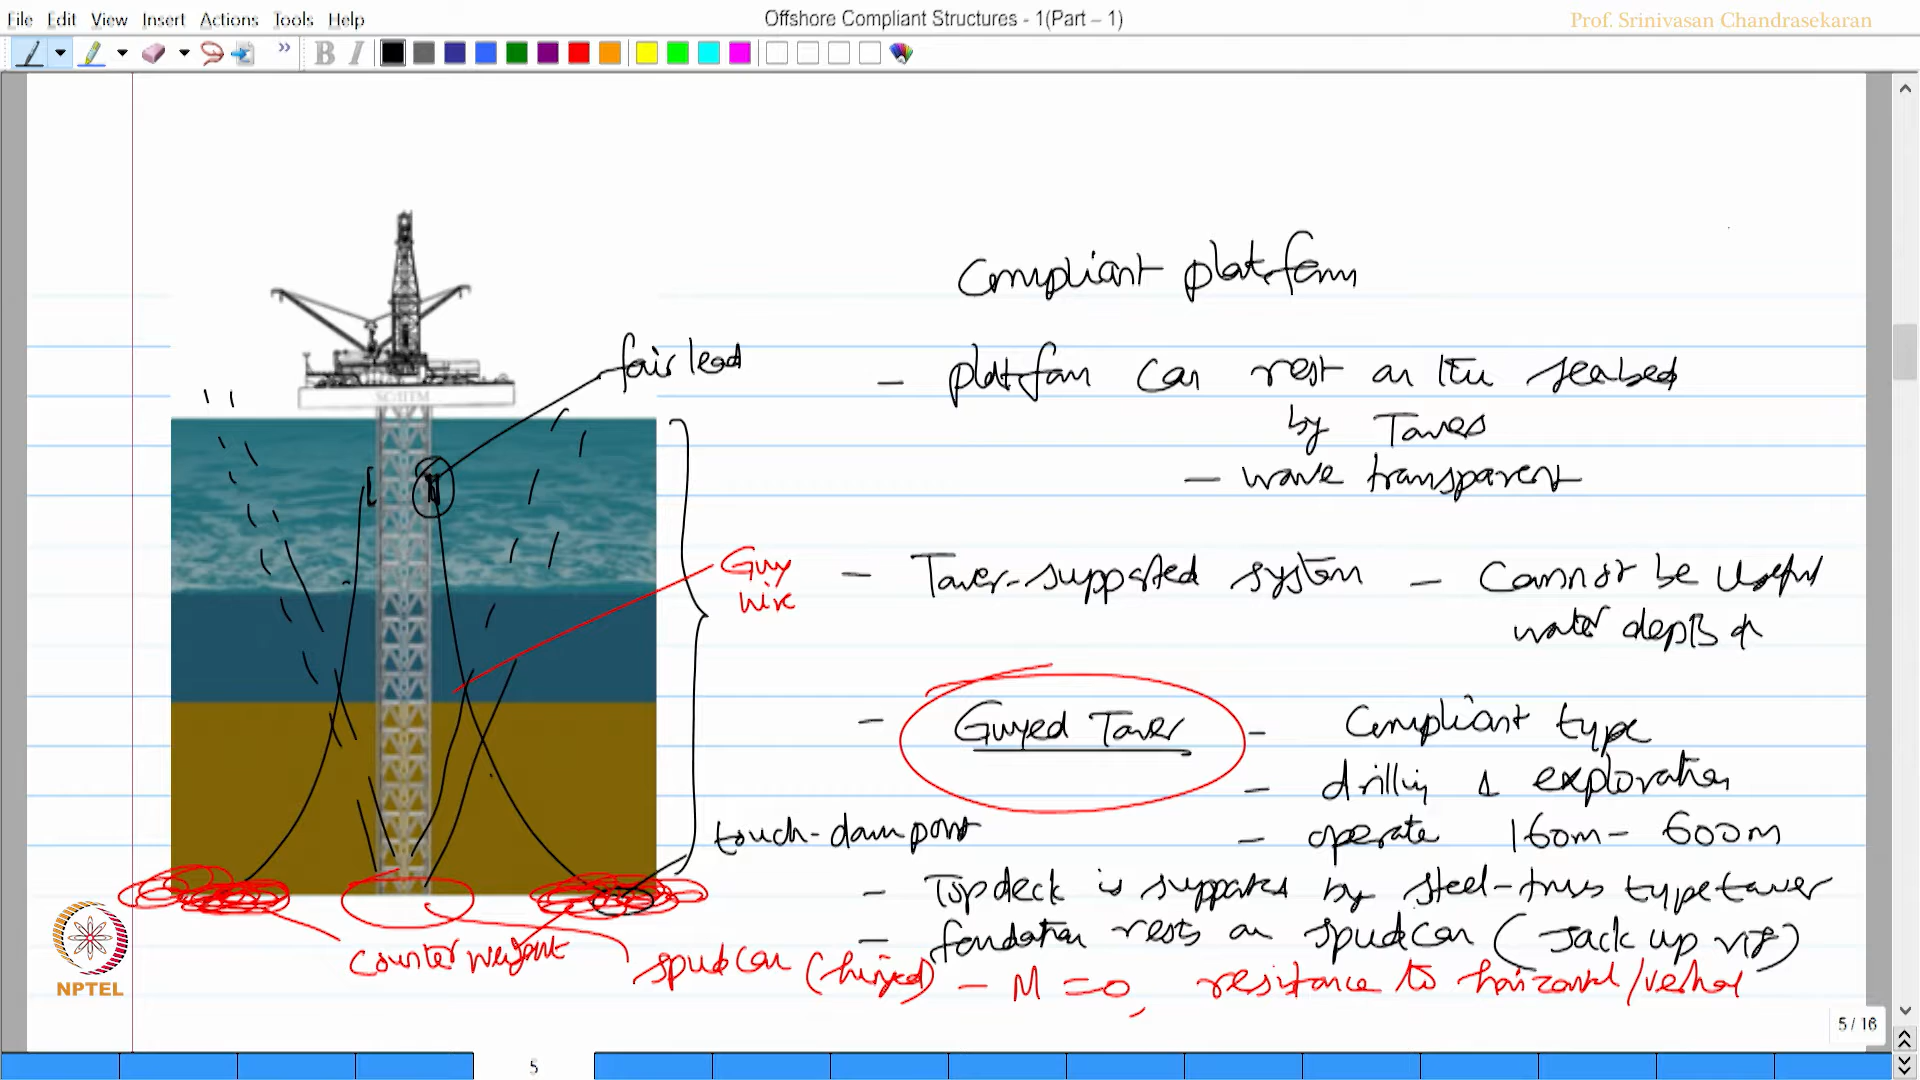 File Edit View Insert Actions Tools Help
Offshore Compliant Structures - 1(Part – 1)
Prof. Srinivasan Chandrasekaran
B I
Compliant platform
fair lead
- platform can rest on the seabed
by Towers
- wave transparent
Guy
wire
- Tower-supported system - Cannot be useful
water depths
- Guyed Tower - Compliant type
- drilling & exploration
touch-down point
- operate 160m - 600m
- Top deck is supported by steel-truss type tower
- foundation rests on spudcan (Jack up rig)
counter weight
spudcan (hinged) - M = 0, resistance to horizontal/vertical
NPTEL
5 / 16
5